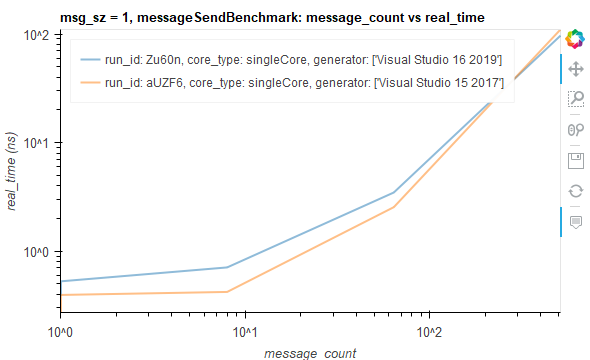 msg_sz = 1, messageSendBenchmark: message_count vs real_time
run_id: Zu60n, core_type: singleCore, generator: ['Visual Studio 16 2019']
run_id: aUZF6, core_type: singleCore, generator: ['Visual Studio 15 2017']
real_time (ns)
10^2
10^1
10^0
10^0 10^1 10^2
message_count